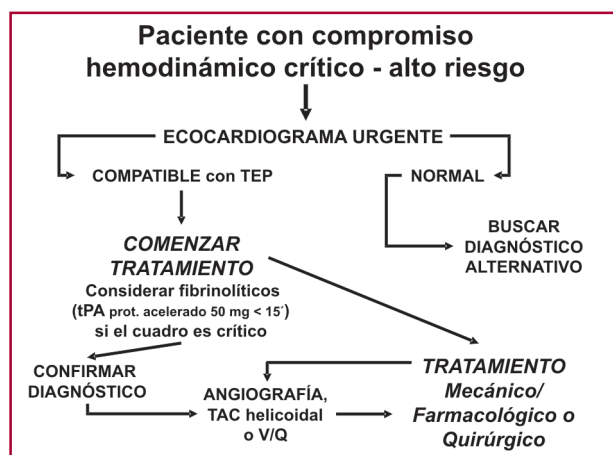 Paciente con compromiso
hemodinámico crítico - alto riesgo
ECOCARDIOGRAMA URGENTE
COMPATIBLE con TEP
NORMAL
COMENZAR
TRATAMIENTO
Considerar fibrinolíticos
(tPA prot. acelerado 50 mg < 15´)
si el cuadro es crítico
BUSCAR
DIAGNÓSTICO
ALTERNATIVO
CONFIRMAR
DIAGNÓSTICO
ANGIOGRAFÍA,
TAC helicoidal
o V/Q
TRATAMIENTO
Mecánico/
Farmacológico o
Quirúrgico